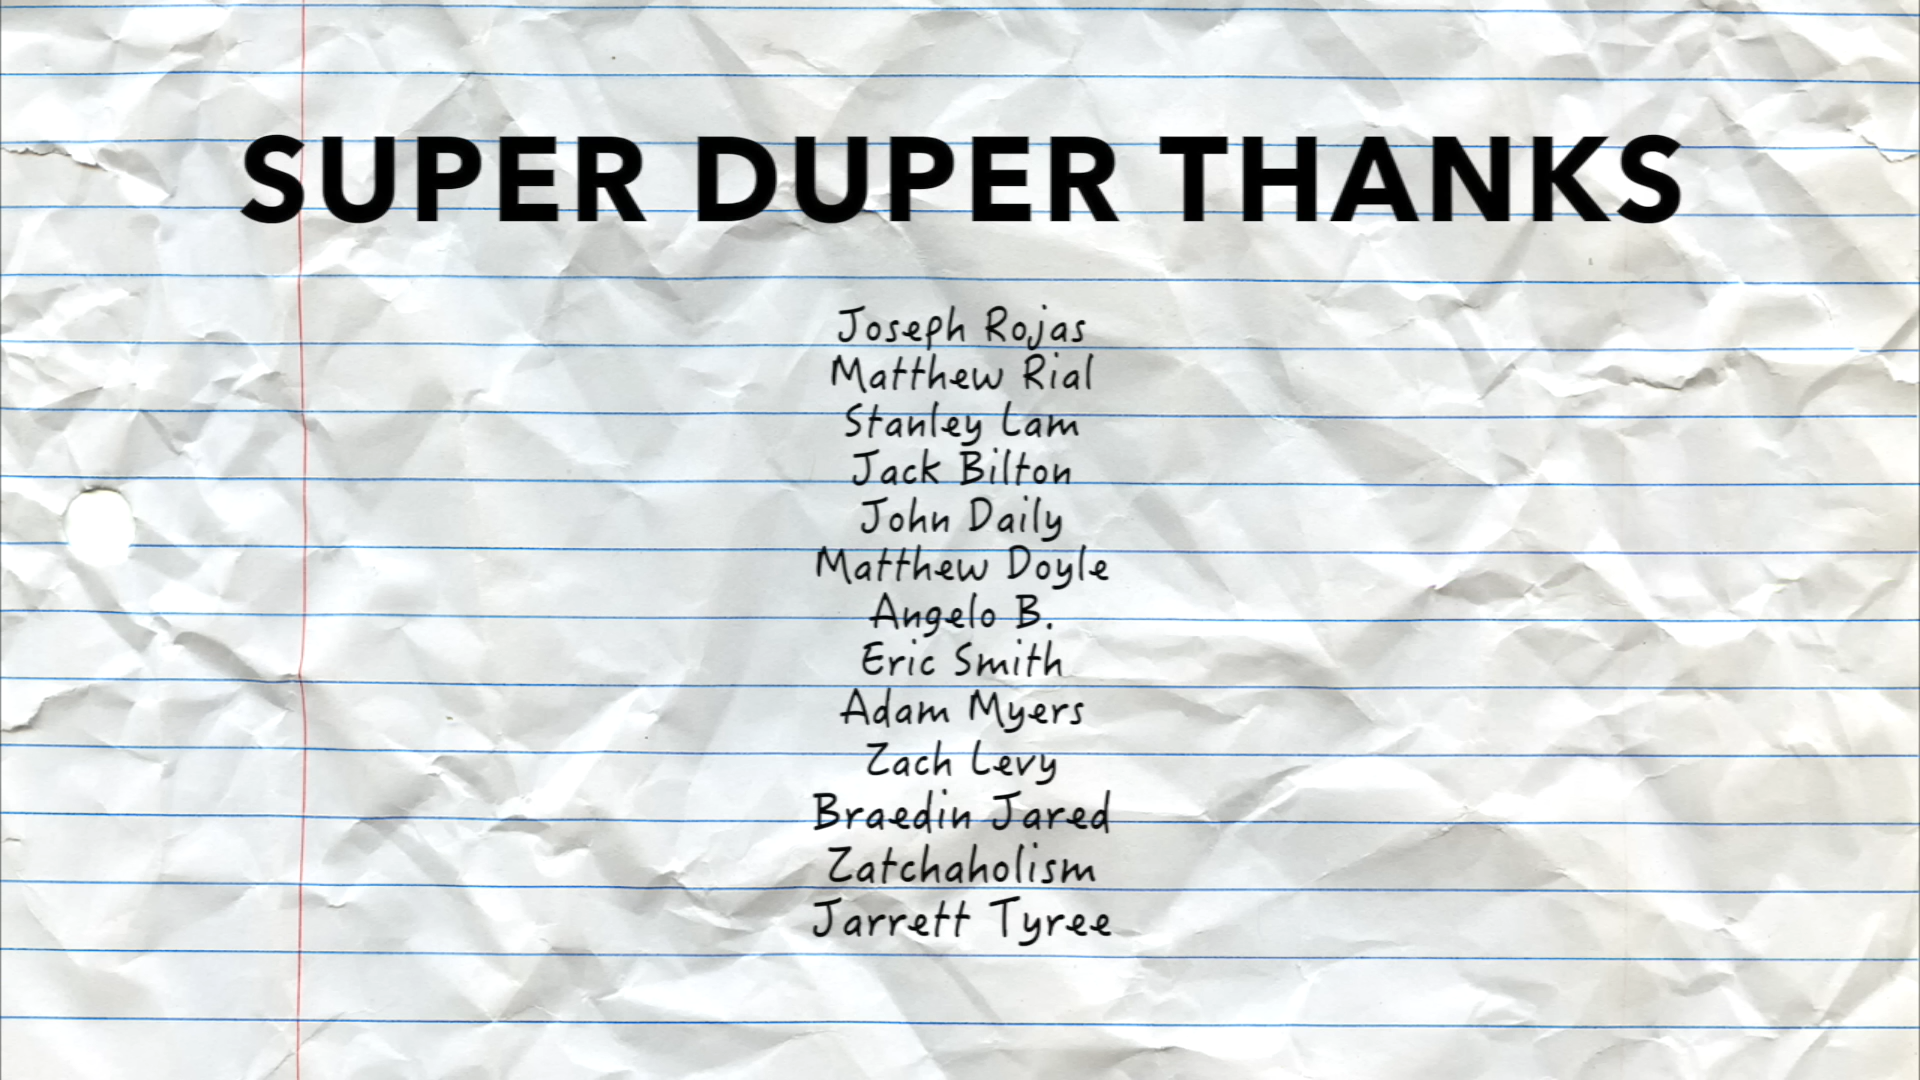 SUPER DUPER THANKS
Joseph Rojas
Matthew Rial
Stanley Lam
Jack Bilton
John Daily
Matthew Doyle
Angelo B.
Eric Smith
Adam Myers
Zach Levy
Braedin Jared
Zatchaholism
Jarrett Tyree